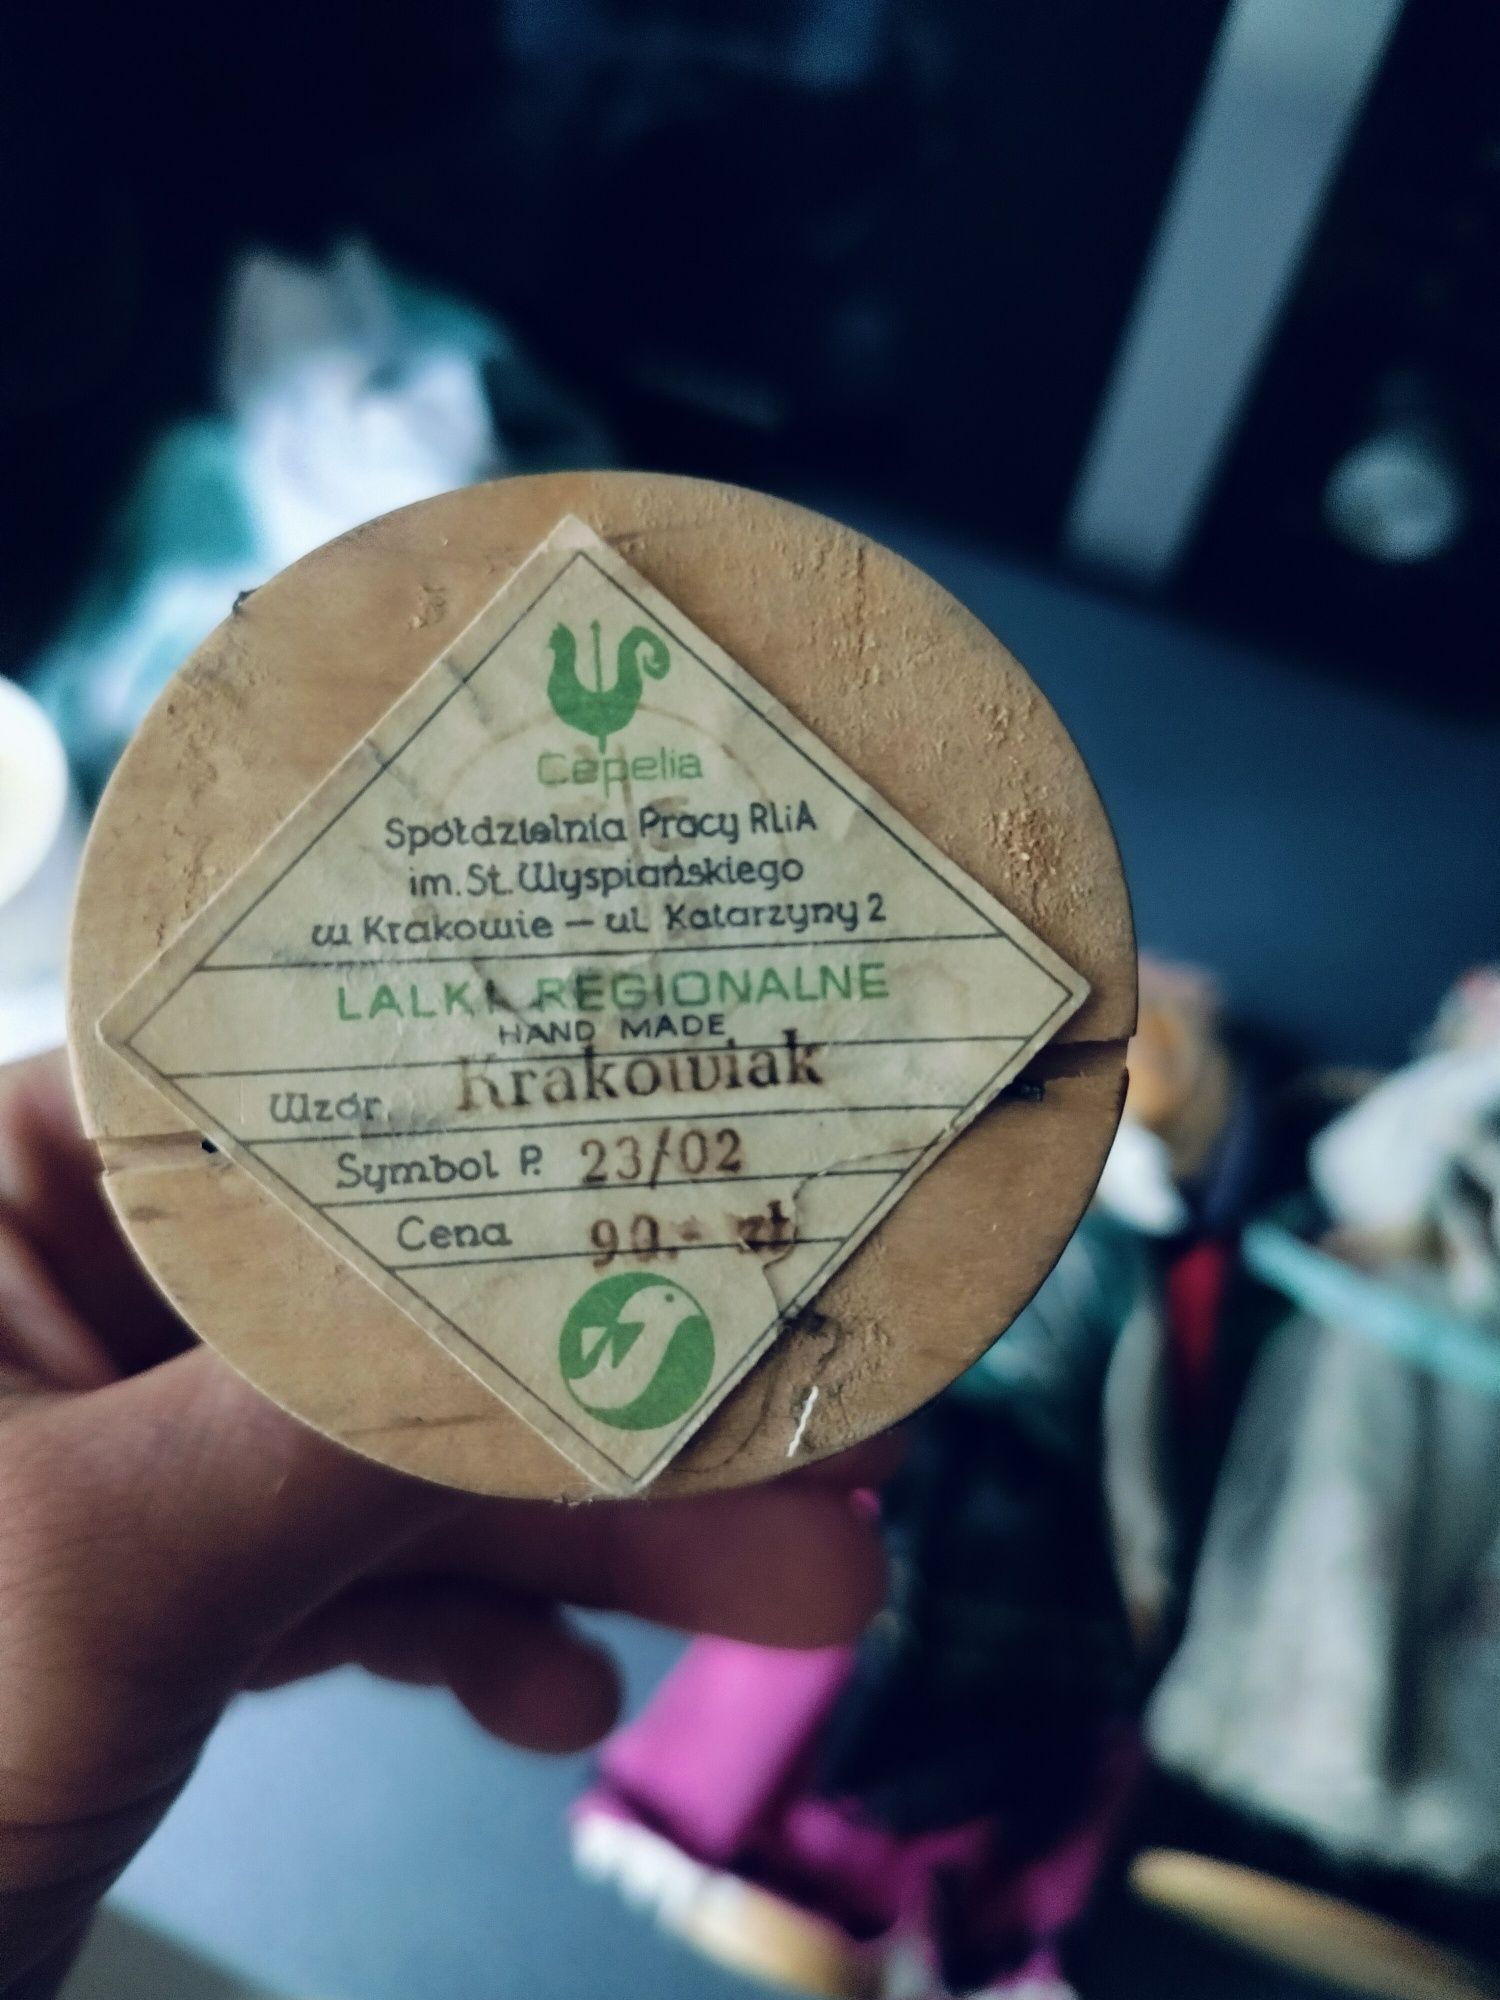 Cepelia
Spółdzielnia Pracy RLiA
im. St. Wyspiańskiego
w Krakowie — ul. Katarzyny 2
LALKI REGIONALNE
HAND MADE
Wzór. Krakowiak
Symbol P. 23/02
Cena 90.- zł